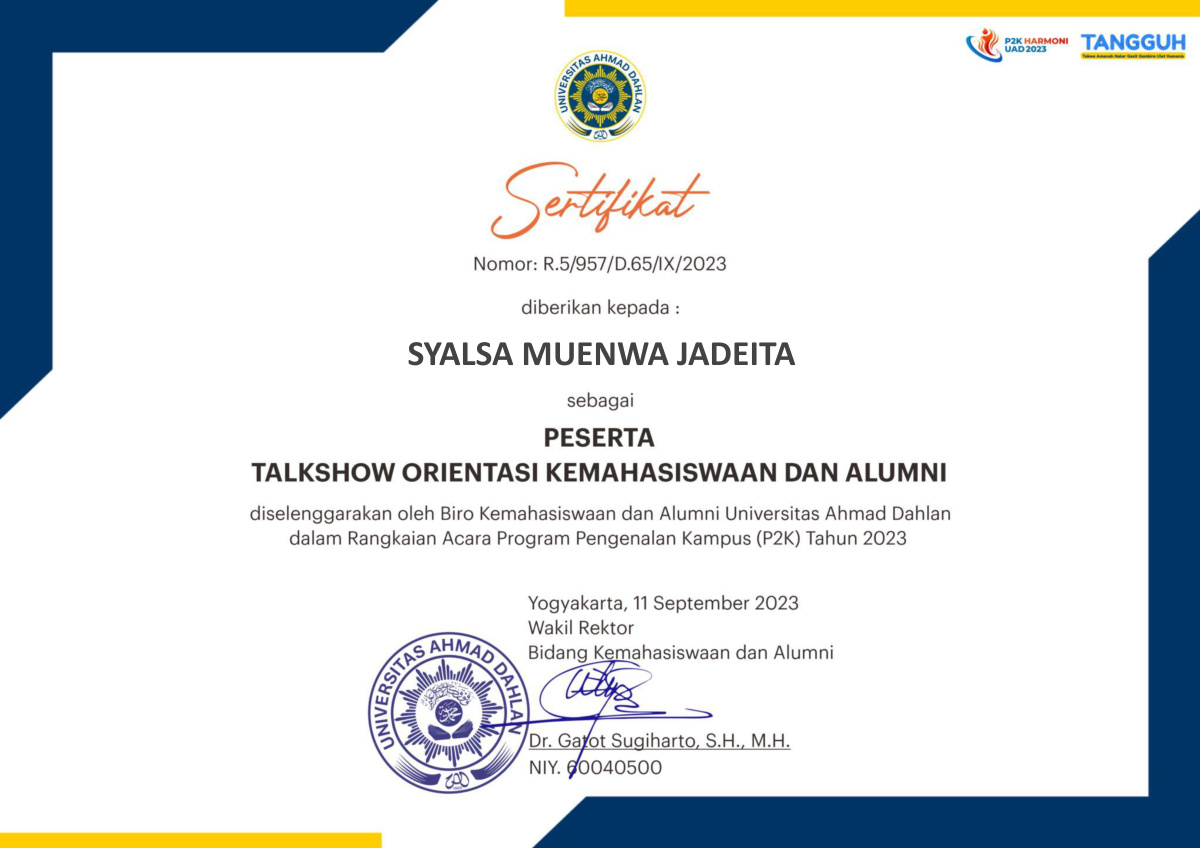 P2K HARMONI
UAD 2023
TANGGUH
UNIVERSITAS AHMAD DAHLAN
Sertifikat
Nomor: R.5/957/D.65/IX/2023
diberikan kepada :
SYALSA MUENWA JADEITA
sebagai
PESERTA
TALKSHOW ORIENTASI KEMAHASISWAAN DAN ALUMNI
diselenggarakan oleh Biro Kemahasiswaan dan Alumni Universitas Ahmad Dahlan
dalam Rangkaian Acara Program Pengenalan Kampus (P2K) Tahun 2023
Yogyakarta, 11 September 2023
Wakil Rektor
Bidang Kemahasiswaan dan Alumni
UNIVERSITAS AHMAD DAHLAN
Dr. Gatot Sugiharto, S.H., M.H.
NIY. 60040500